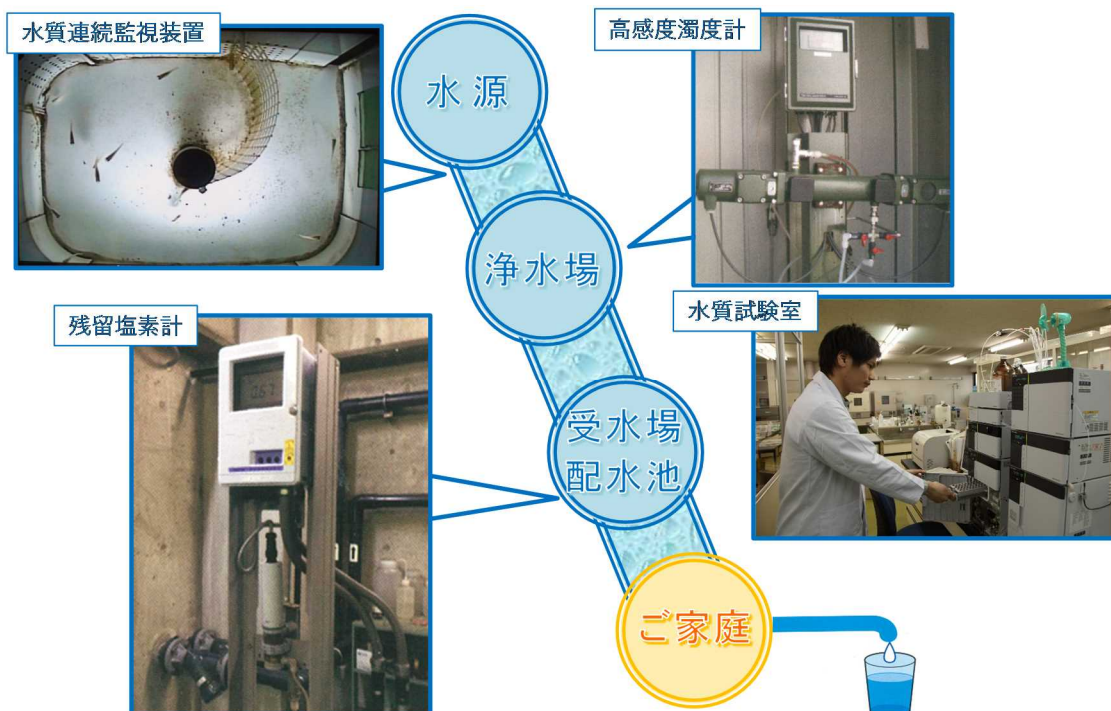 水質連続監視装置
水源
高感度濁度計
浄水場
残留塩素計
0.67
水質試験室
受水場
配水池
ご家庭